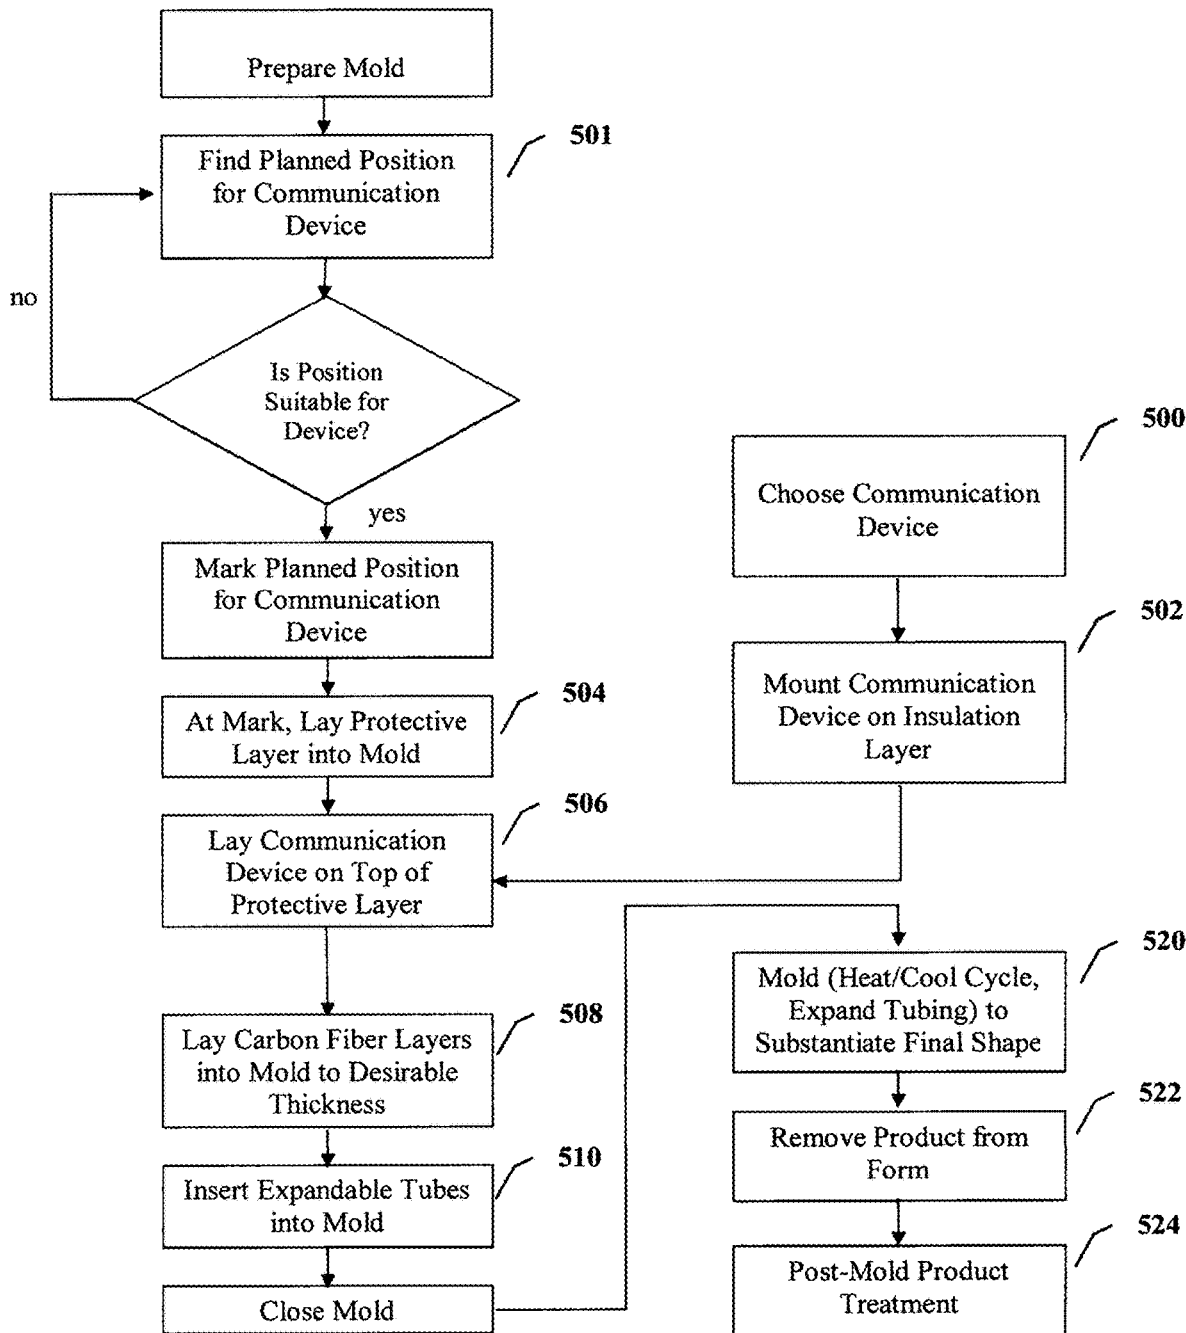 Prepare Mold
501
Find Planned Position
for Communication
Device
no
Is Position
Suitable for
Device?
yes
Mark Planned Position
for Communication
Device
504
At Mark, Lay Protective
Layer into Mold
506
Lay Communication
Device on Top of
Protective Layer
508
Lay Carbon Fiber Layers
into Mold to Desirable
Thickness
510
Insert Expandable Tubes
into Mold
Close Mold
500
Choose Communication
Device
502
Mount Communication
Device on Insulation
Layer
520
Mold (Heat/Cool Cycle,
Expand Tubing) to
Substantiate Final Shape
522
Remove Product from
Form
524
Post-Mold Product
Treatment